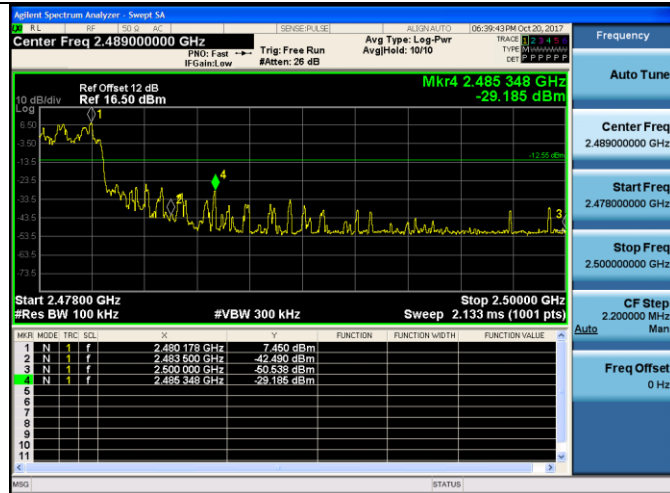 Agilent Spectrum Analyzer - Swept SA
RL RF 50 Ω AC SENSE:PULSE ALIGN AUTO 06:39:43 PM Oct 20, 2017
Center Freq 2.489000000 GHz
PNO: Fast
IFGain:Low
Trig: Free Run
#Atten: 26 dB
Avg Type: Log-Pwr
Avg|Hold: 10/10
TRACE 1 2 3 4 5 6
TYPE M
DET P P P P P P
Mkr4 2.485 348 GHz
-29.185 dBm
Ref Offset 12 dB
10 dB/div Ref 16.50 dBm
Log
6.50
-3.50
-13.5
-23.5
-33.5
-43.5
-53.5
-63.5
-73.5
1
2
3
4
-12.55 dBm
Start 2.47800 GHz Stop 2.50000 GHz
#Res BW 100 kHz #VBW 300 kHz Sweep 2.133 ms (1001 pts)
MKR MODE TRC SCL X Y FUNCTION FUNCTION WIDTH FUNCTION VALUE
1 N 1 f 2.480 178 GHz 7.450 dBm
2 N 1 f 2.483 500 GHz -42.490 dBm
3 N 1 f 2.500 000 GHz -50.538 dBm
4 N 1 f 2.485 348 GHz -29.185 dBm
5
6
7
8
9
10
11
MSG STATUS
Frequency
Auto Tune
Center Freq
2.489000000 GHz
Start Freq
2.478000000 GHz
Stop Freq
2.500000000 GHz
CF Step
2.200000 MHz
Auto Man
Freq Offset
0 Hz